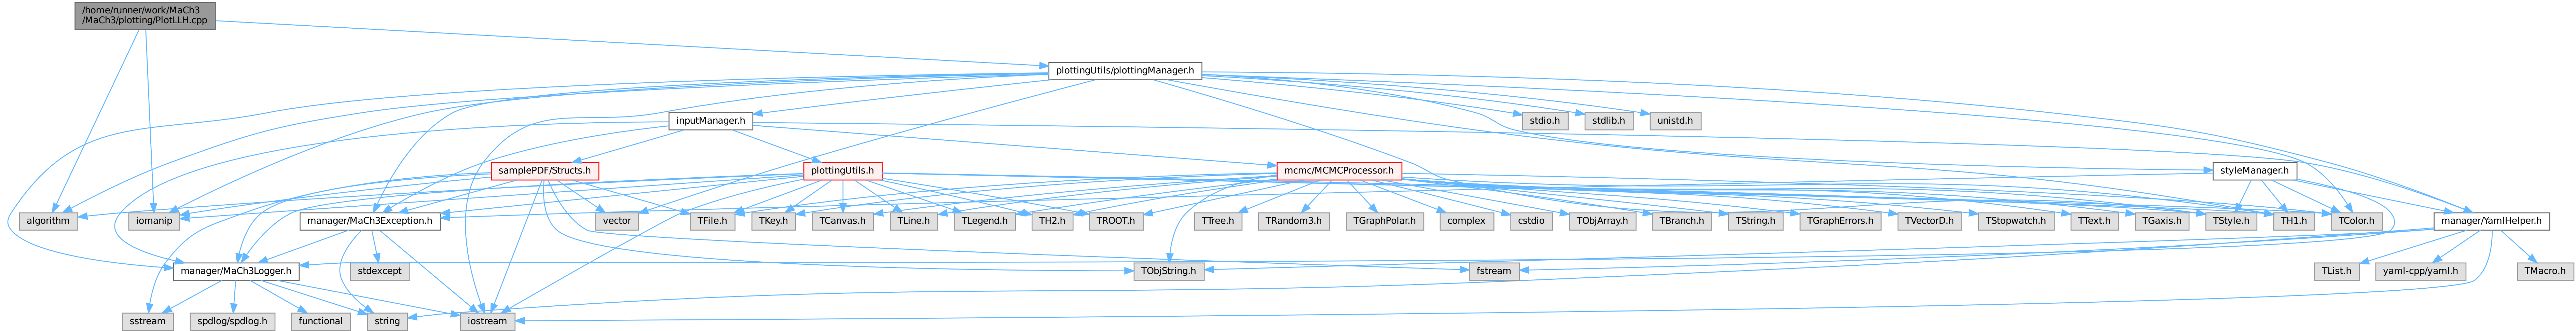 /home/runner/work/MaCh3
/MaCh3/plotting/PlotLLH.cpp
plottingUtils/plottingManager.h
inputManager.h
stdio.h
stdlib.h
unistd.h
samplePDF/Structs.h
plottingUtils.h
mcmc/MCMCProcessor.h
styleManager.h
algorithm
iomanip
manager/MaCh3Exception.h
vector
TFile.h
TKey.h
TCanvas.h
TLine.h
TLegend.h
TH2.h
TROOT.h
TTree.h
TRandom3.h
TGraphPolar.h
complex
cstdio
TObjArray.h
TBranch.h
TString.h
TGraphErrors.h
TVectorD.h
TStopwatch.h
TText.h
TGaxis.h
TStyle.h
TH1.h
TColor.h
manager/YamlHelper.h
manager/MaCh3Logger.h
stdexcept
TObjString.h
fstream
TList.h
yaml-cpp/yaml.h
TMacro.h
sstream
spdlog/spdlog.h
functional
string
iostream